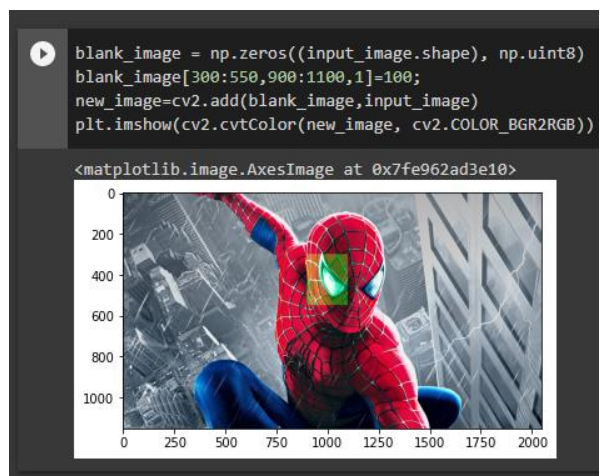 blank_image = np.zeros((input_image.shape), np.uint8)
blank_image[300:550,900:1100,1]=100;
new_image=cv2.add(blank_image,input_image)
plt.imshow(cv2.cvtColor(new_image, cv2.COLOR_BGR2RGB))
<matplotlib.image.AxesImage at 0x7fe962ad3e10>
0
200
400
600
800
1000
0 250 500 750 1000 1250 1500 1750 2000